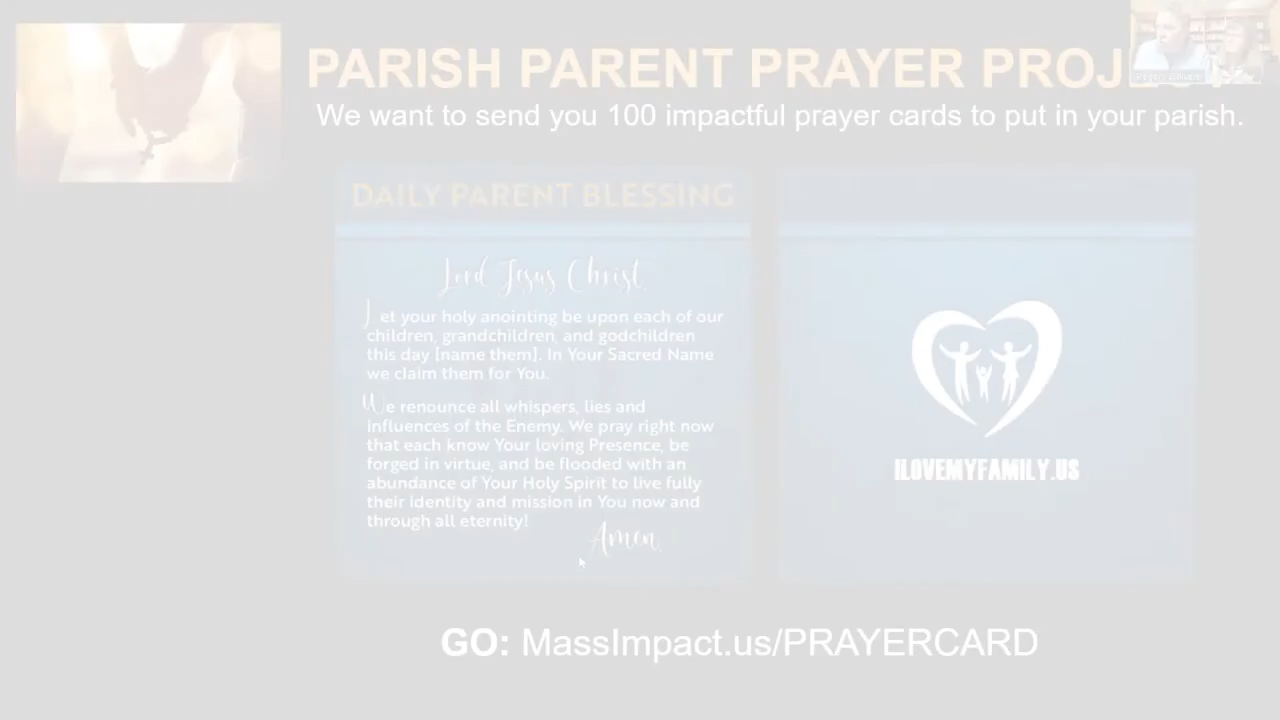 PARISH PARENT PRAYER PROJ
We want to send you 100 impactful prayer cards to put in your parish.
DAILY PARENT BLESSING
Lord Jesus Christ,
Let your holy anointing be upon each of our
children, grandchildren, and godchildren
this day [name them]. In Your Sacred Name
we claim them for You.
We renounce all whispers, lies and
influences of the Enemy. We pray right now
that each know Your loving Presence, be
forged in virtue, and be flooded with an
abundance of Your Holy Spirit to live fully
their identity and mission in You now and
through all eternity!
Amen.
ILOVEMYFAMILY.US
GO: MassImpact.us/PRAYERCARD